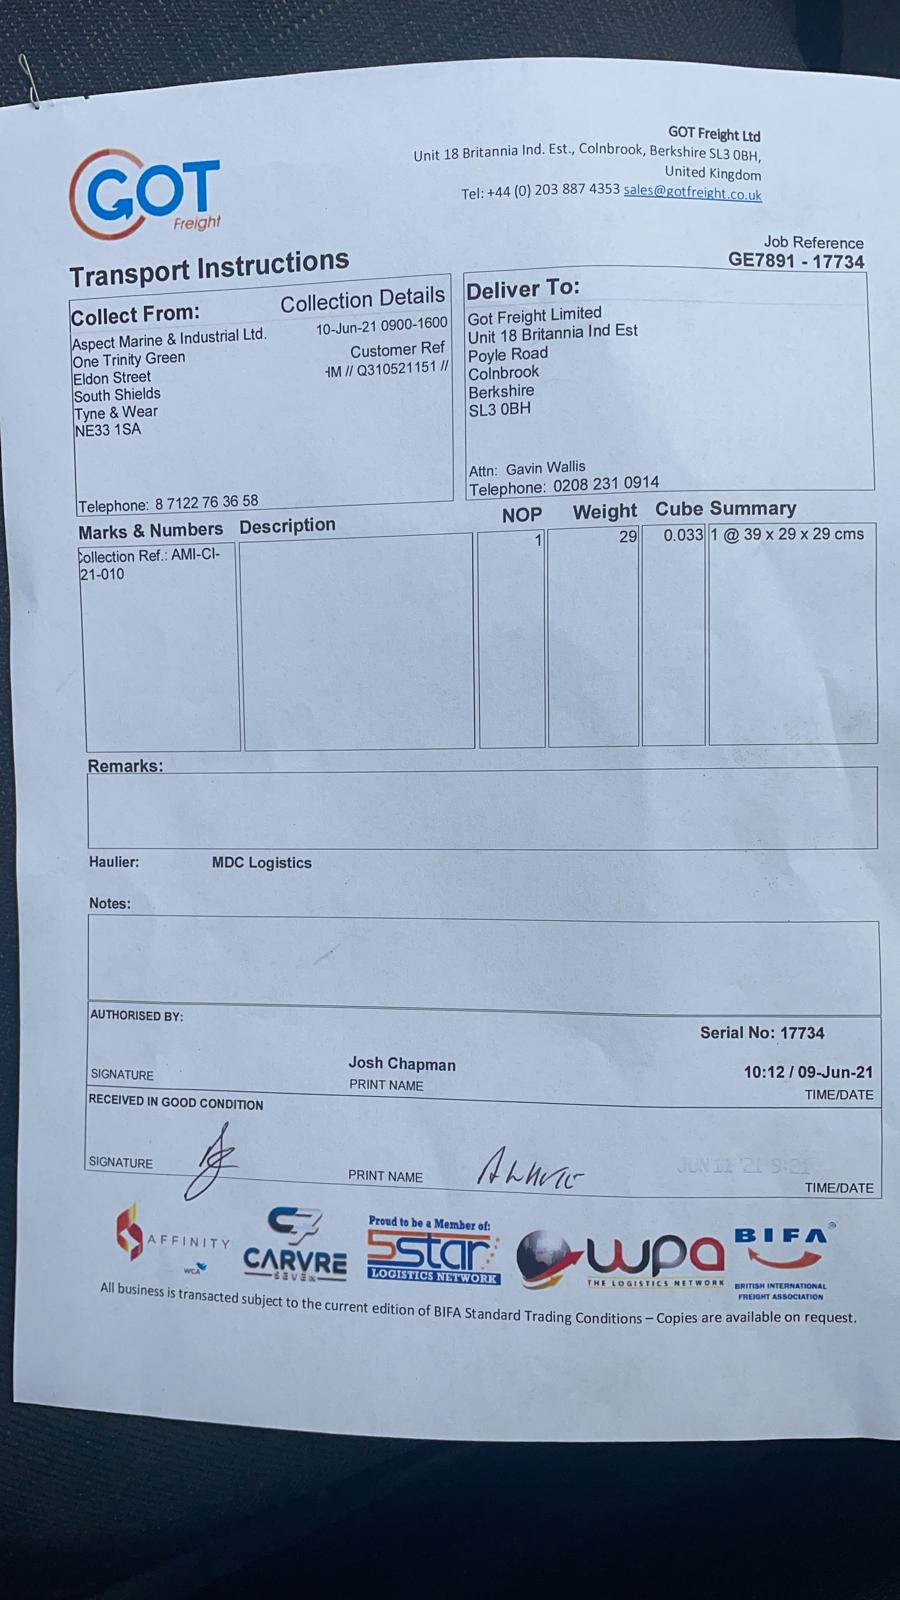 GOT
Freight
GOT Freight Ltd
Unit 18 Britannia Ind. Est., Colnbrook, Berkshire SL3 0BH,
United Kingdom
Tel: +44 (0) 203 887 4353 sales@gotfreight.co.uk
Job Reference
GE7891 - 17734
Transport Instructions
Collect From:
Collection Details
Aspect Marine & Industrial Ltd.
One Trinity Green
Eldon Street
South Shields
Tyne & Wear
NE33 1SA
10-Jun-21 0900-1600
Customer Ref
HM // Q310521151 //
Telephone: 8 7122 76 36 58
Deliver To:
Got Freight Limited
Unit 18 Britannia Ind Est
Poyle Road
Colnbrook
Berkshire
SL3 0BH
Attn: Gavin Wallis
Telephone: 0208 231 0914
Marks & Numbers Description NOP Weight Cube Summary
Collection Ref.: AMI-CI- 1 29 0.033 1 @ 39 x 29 x 29 cms
21-010
Remarks:
Haulier: MDC Logistics
Notes:
AUTHORISED BY:
Serial No: 17734
Josh Chapman
10:12 / 09-Jun-21
SIGNATURE PRINT NAME TIME/DATE
RECEIVED IN GOOD CONDITION
JUN 11 '21 9:21
SIGNATURE PRINT NAME TIME/DATE
AFFINITY
WCA
CARVRE
SEVEN
Proud to be a Member of:
5star
LOGISTICS NETWORK
wpa
THE LOGISTICS NETWORK
BIFA®
BRITISH INTERNATIONAL
FREIGHT ASSOCIATION
All business is transacted subject to the current edition of BIFA Standard Trading Conditions – Copies are available on request.